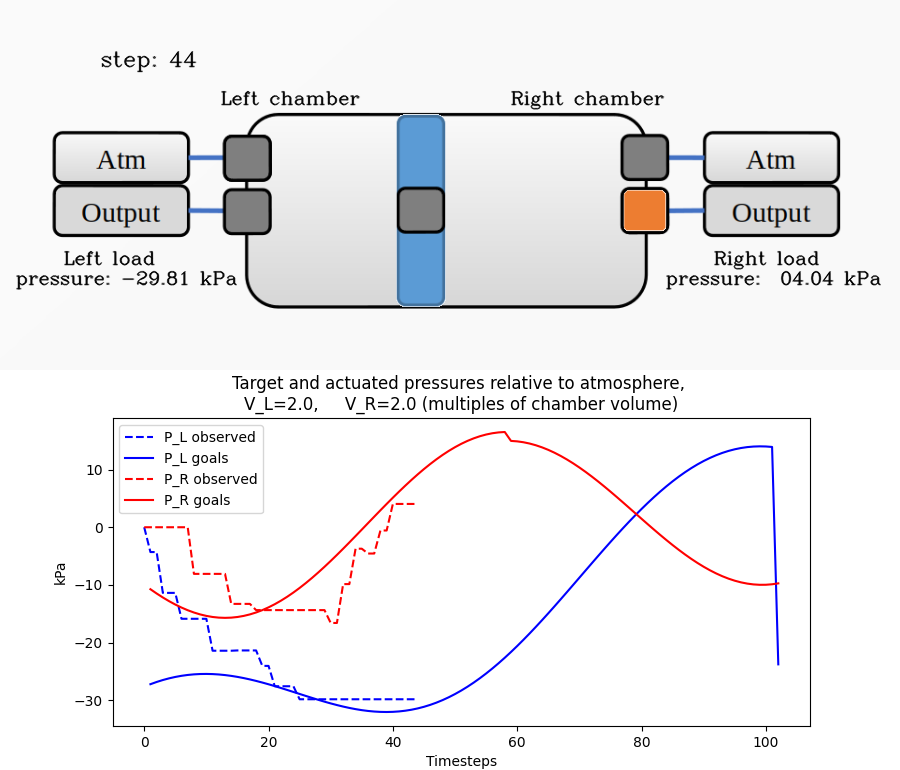 step: 44
Left chamber
Right chamber
Atm
Atm
Output
Output
Left load
pressure: −29.81 kPa
Right load
pressure: 04.04 kPa
Target and actuated pressures relative to atmosphere,
V_L=2.0, V_R=2.0 (multiples of chamber volume)
P_L observed
P_L goals
P_R observed
P_R goals
10
0
−10
−20
−30
kPa
0 20 40 60 80 100
Timesteps